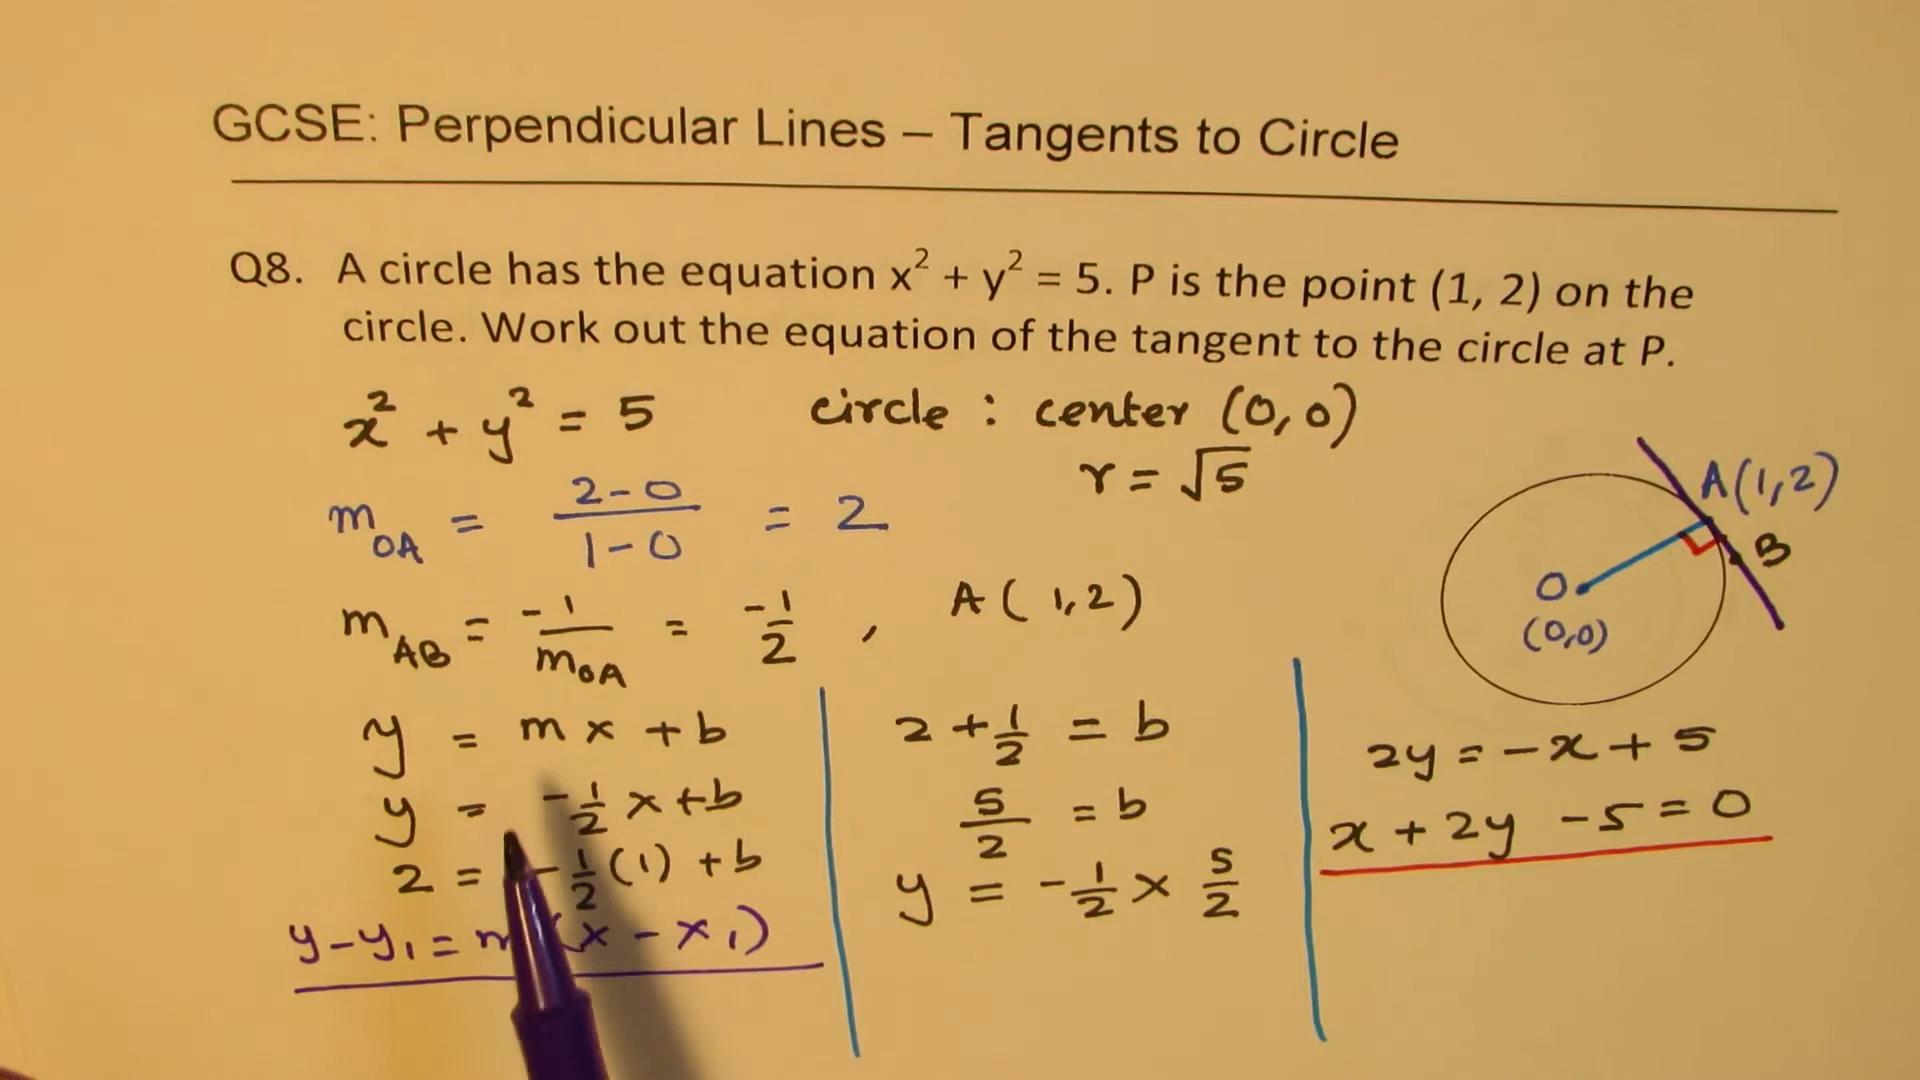 GCSE: Perpendicular Lines – Tangents to Circle
Q8. A circle has the equation x² + y² = 5. P is the point (1, 2) on the
circle. Work out the equation of the tangent to the circle at P.
x² + y² = 5
circle : center (0,0)
r = √5
m_OA = (2-0)/(1-0) = 2
m_AB = -1/m_OA = -1/2 , A(1,2)
y = mx + b
y = -1/2 x + b
2 = -1/2 (1) + b
y - y₁ = m(x - x₁)
2 + 1/2 = b
5/2 = b
y = -1/2 x 5/2
2y = -x + 5
x + 2y - 5 = 0
A(1,2)
B
O
(0,0)